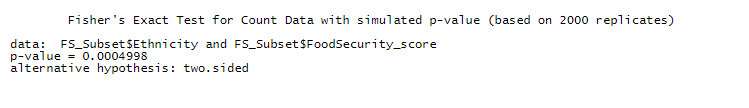 Fisher's Exact Test for Count Data with simulated p-value (based on 2000 replicates)
data:  FS_Subset$Ethnicity and FS_Subset$FoodSecurity_score
p-value = 0.0004998
alternative hypothesis: two.sided